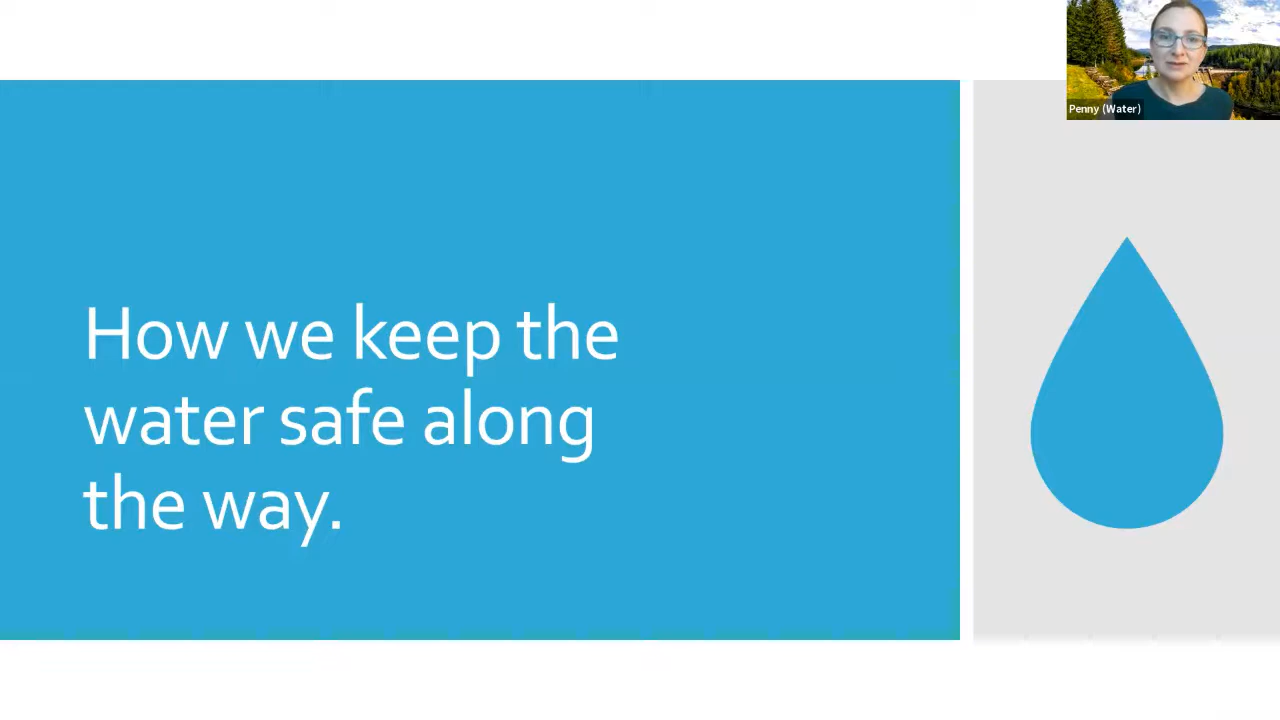 Penny (Water)
How we keep the
water safe along
the way.